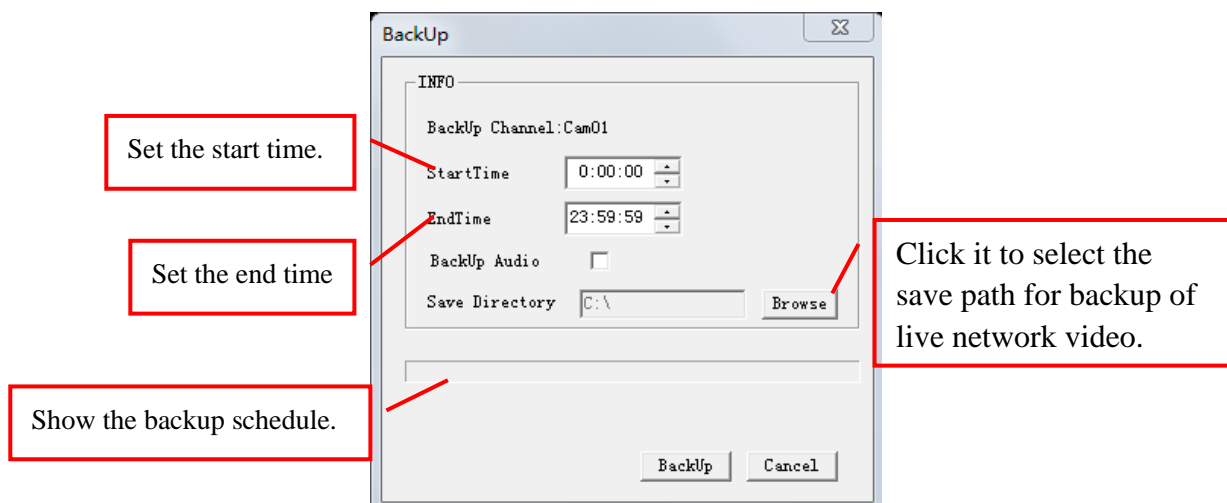 BackUp
INFO
BackUp Channel:Cam01
Set the start time.
StartTime 0:00:00
EndTime 23:59:59
Set the end time
BackUp Audio
Save Directory C:\ Browse
Click it to select the
save path for backup of
live network video.
Show the backup schedule.
BackUp Cancel